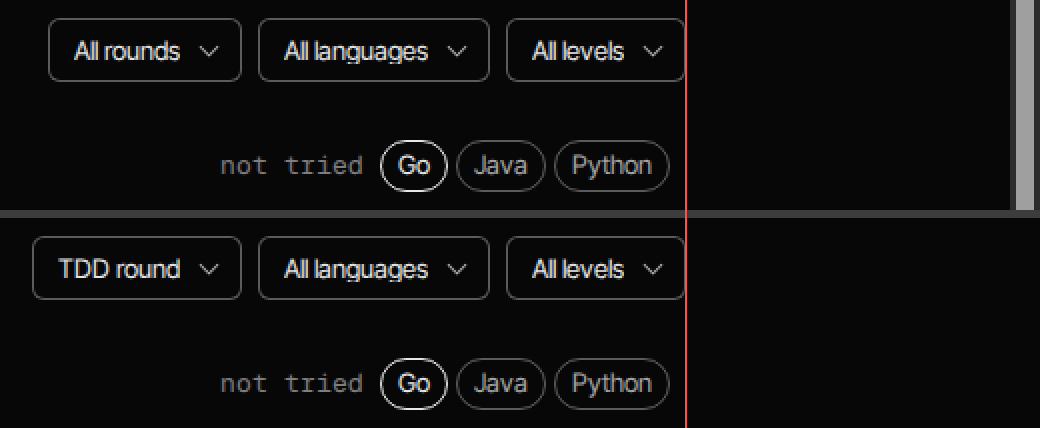 All rounds All languages All levels
not tried Go Java Python
TDD round All languages All levels
not tried Go Java Python